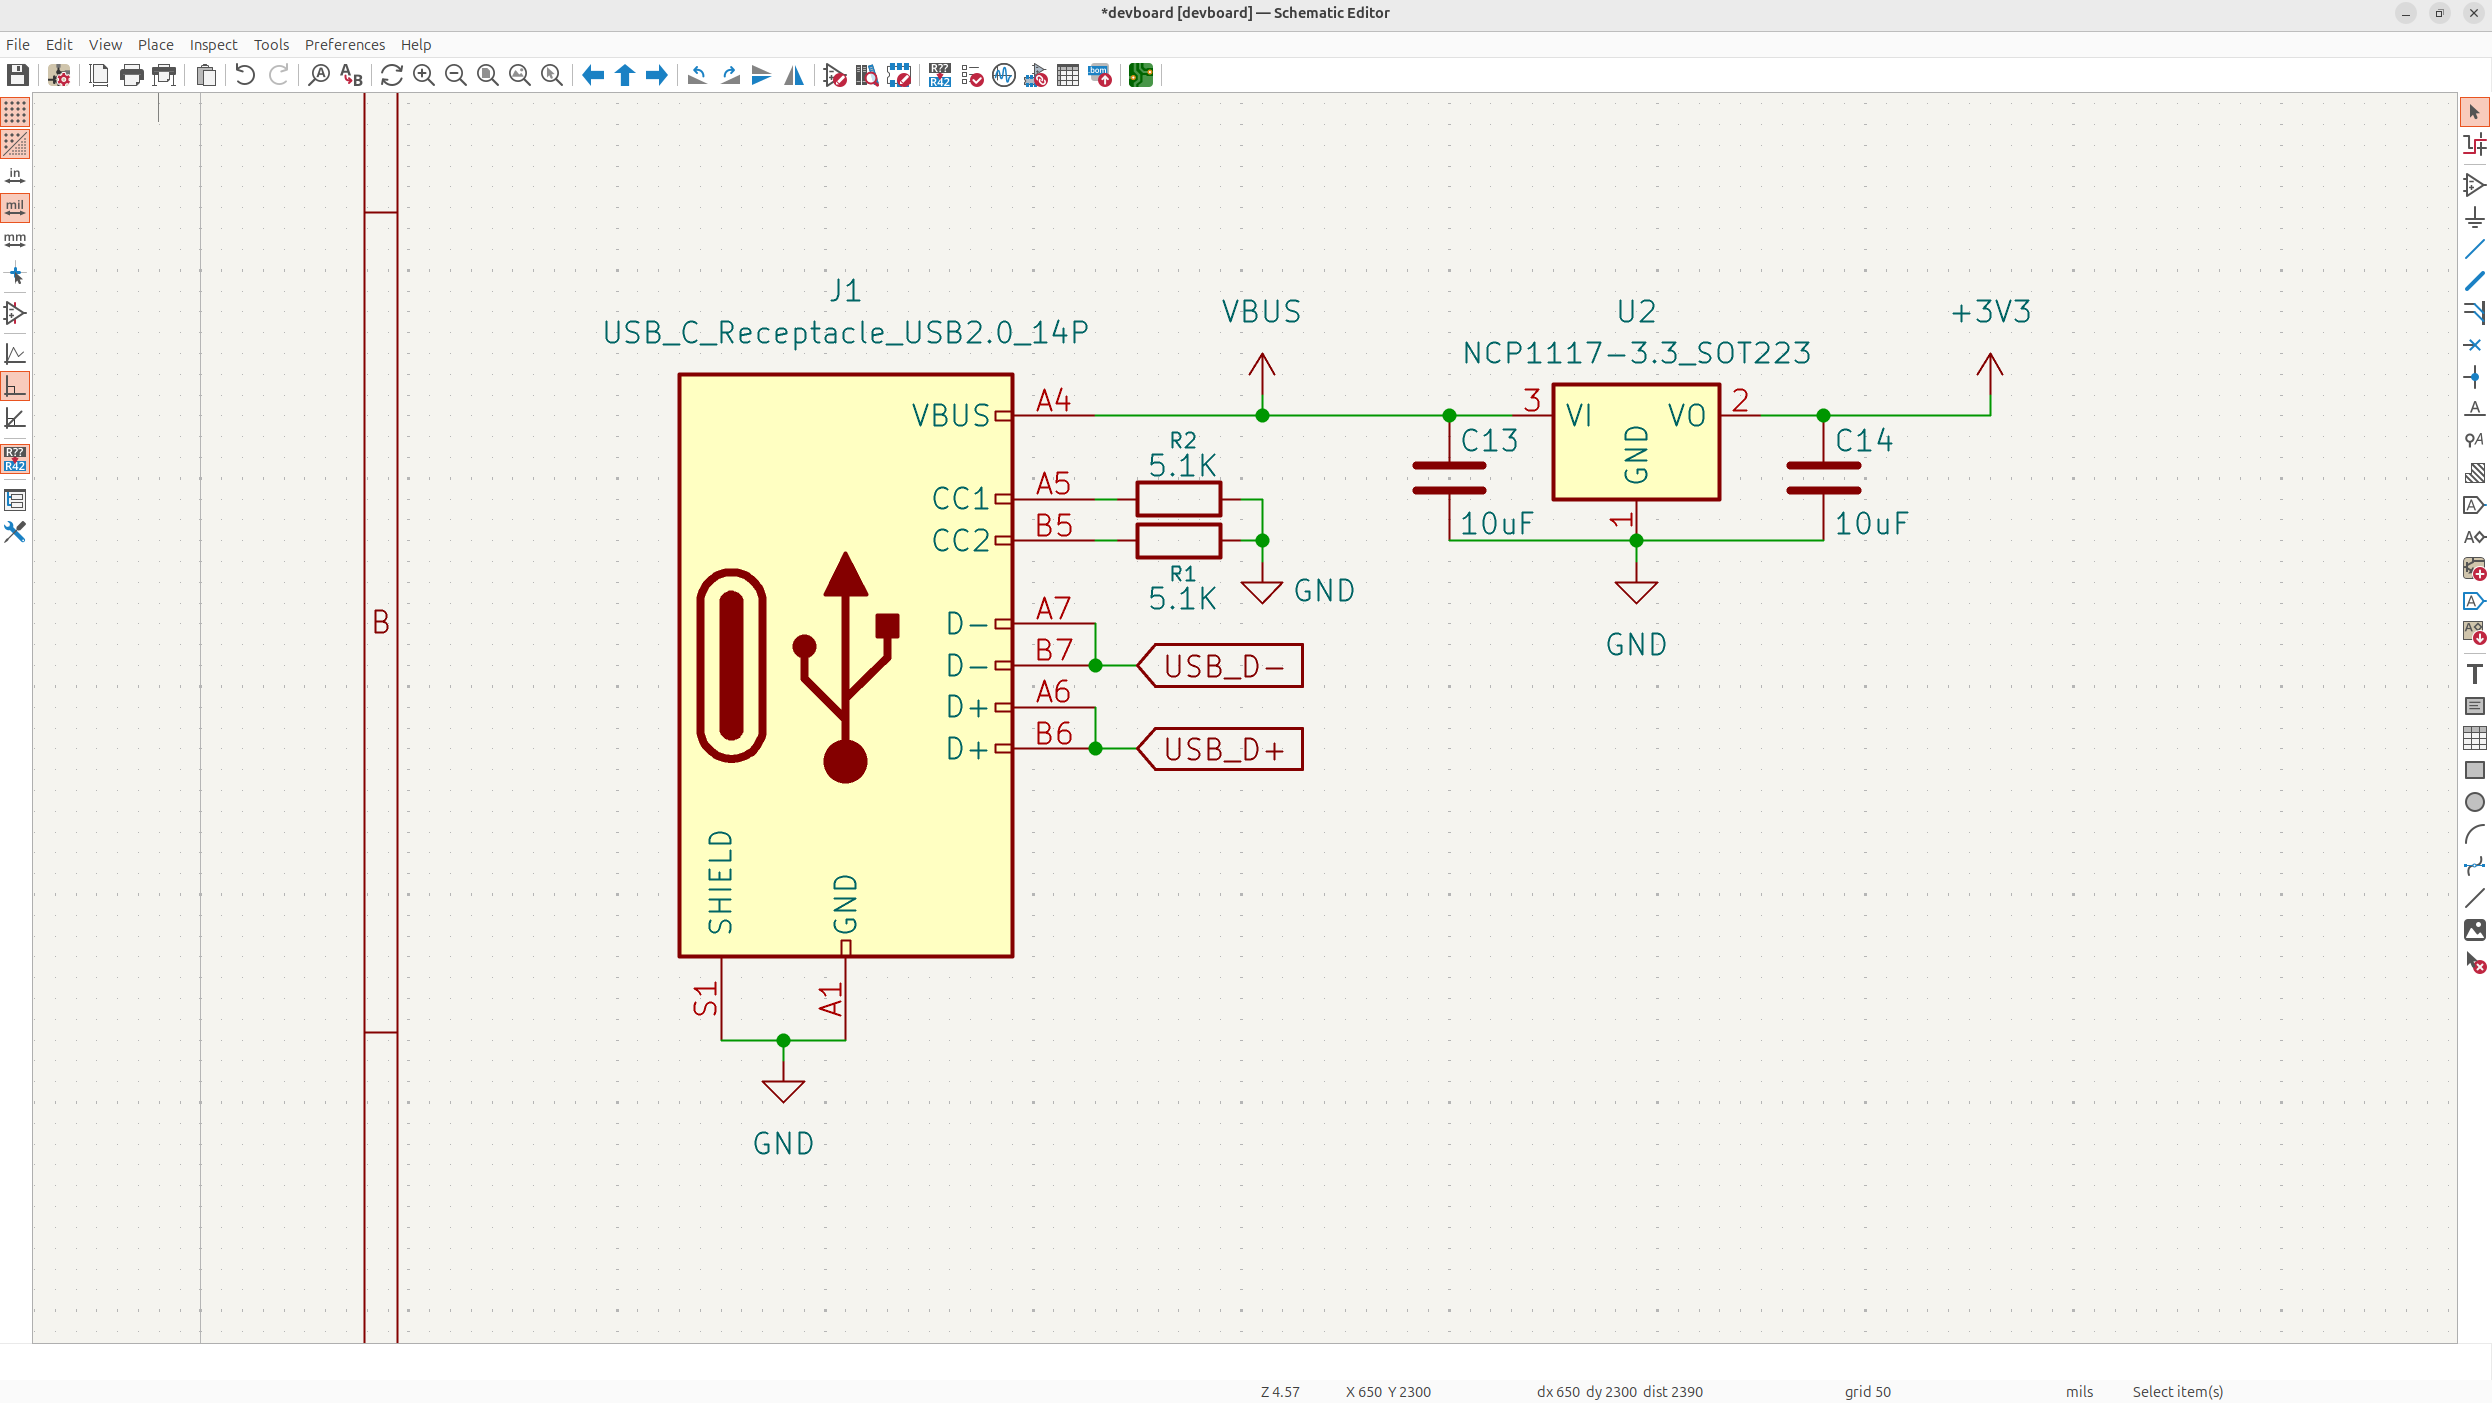 *devboard [devboard] — Schematic Editor
File Edit View Place Inspect Tools Preferences Help
in
mil
mm
R??
R42
R??
R42
bom
A
B
B
J1
USB_C_Receptacle_USB2.0_14P
VBUS
A4
CC1
A5
CC2
B5
D-
A7
D-
B7
D+
A6
D+
B6
SHIELD
GND
S1
A1
GND
VBUS
R2
5.1K
R1
5.1K
GND
USB_D-
USB_D+
U2
NCP1117-3.3_SOT223
3
VI
VO
2
GND
1
C13
10uF
C14
10uF
GND
+3V3
Z 4.57 X 650 Y 2300 dx 650 dy 2300 dist 2390 grid 50 mils Select item(s)